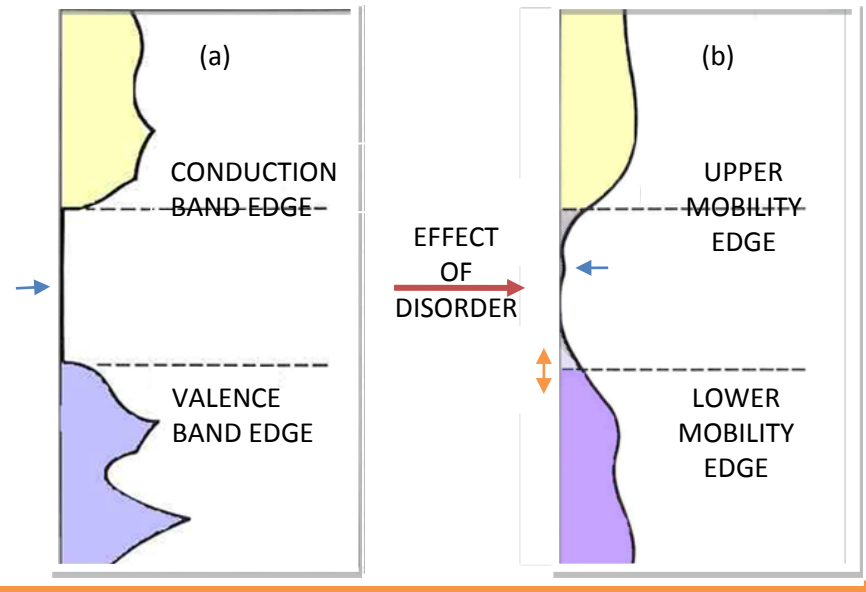 (a)
CONDUCTION
BAND EDGE
VALENCE
BAND EDGE
EFFECT
OF
DISORDER
(b)
UPPER
MOBILITY
EDGE
LOWER
MOBILITY
EDGE